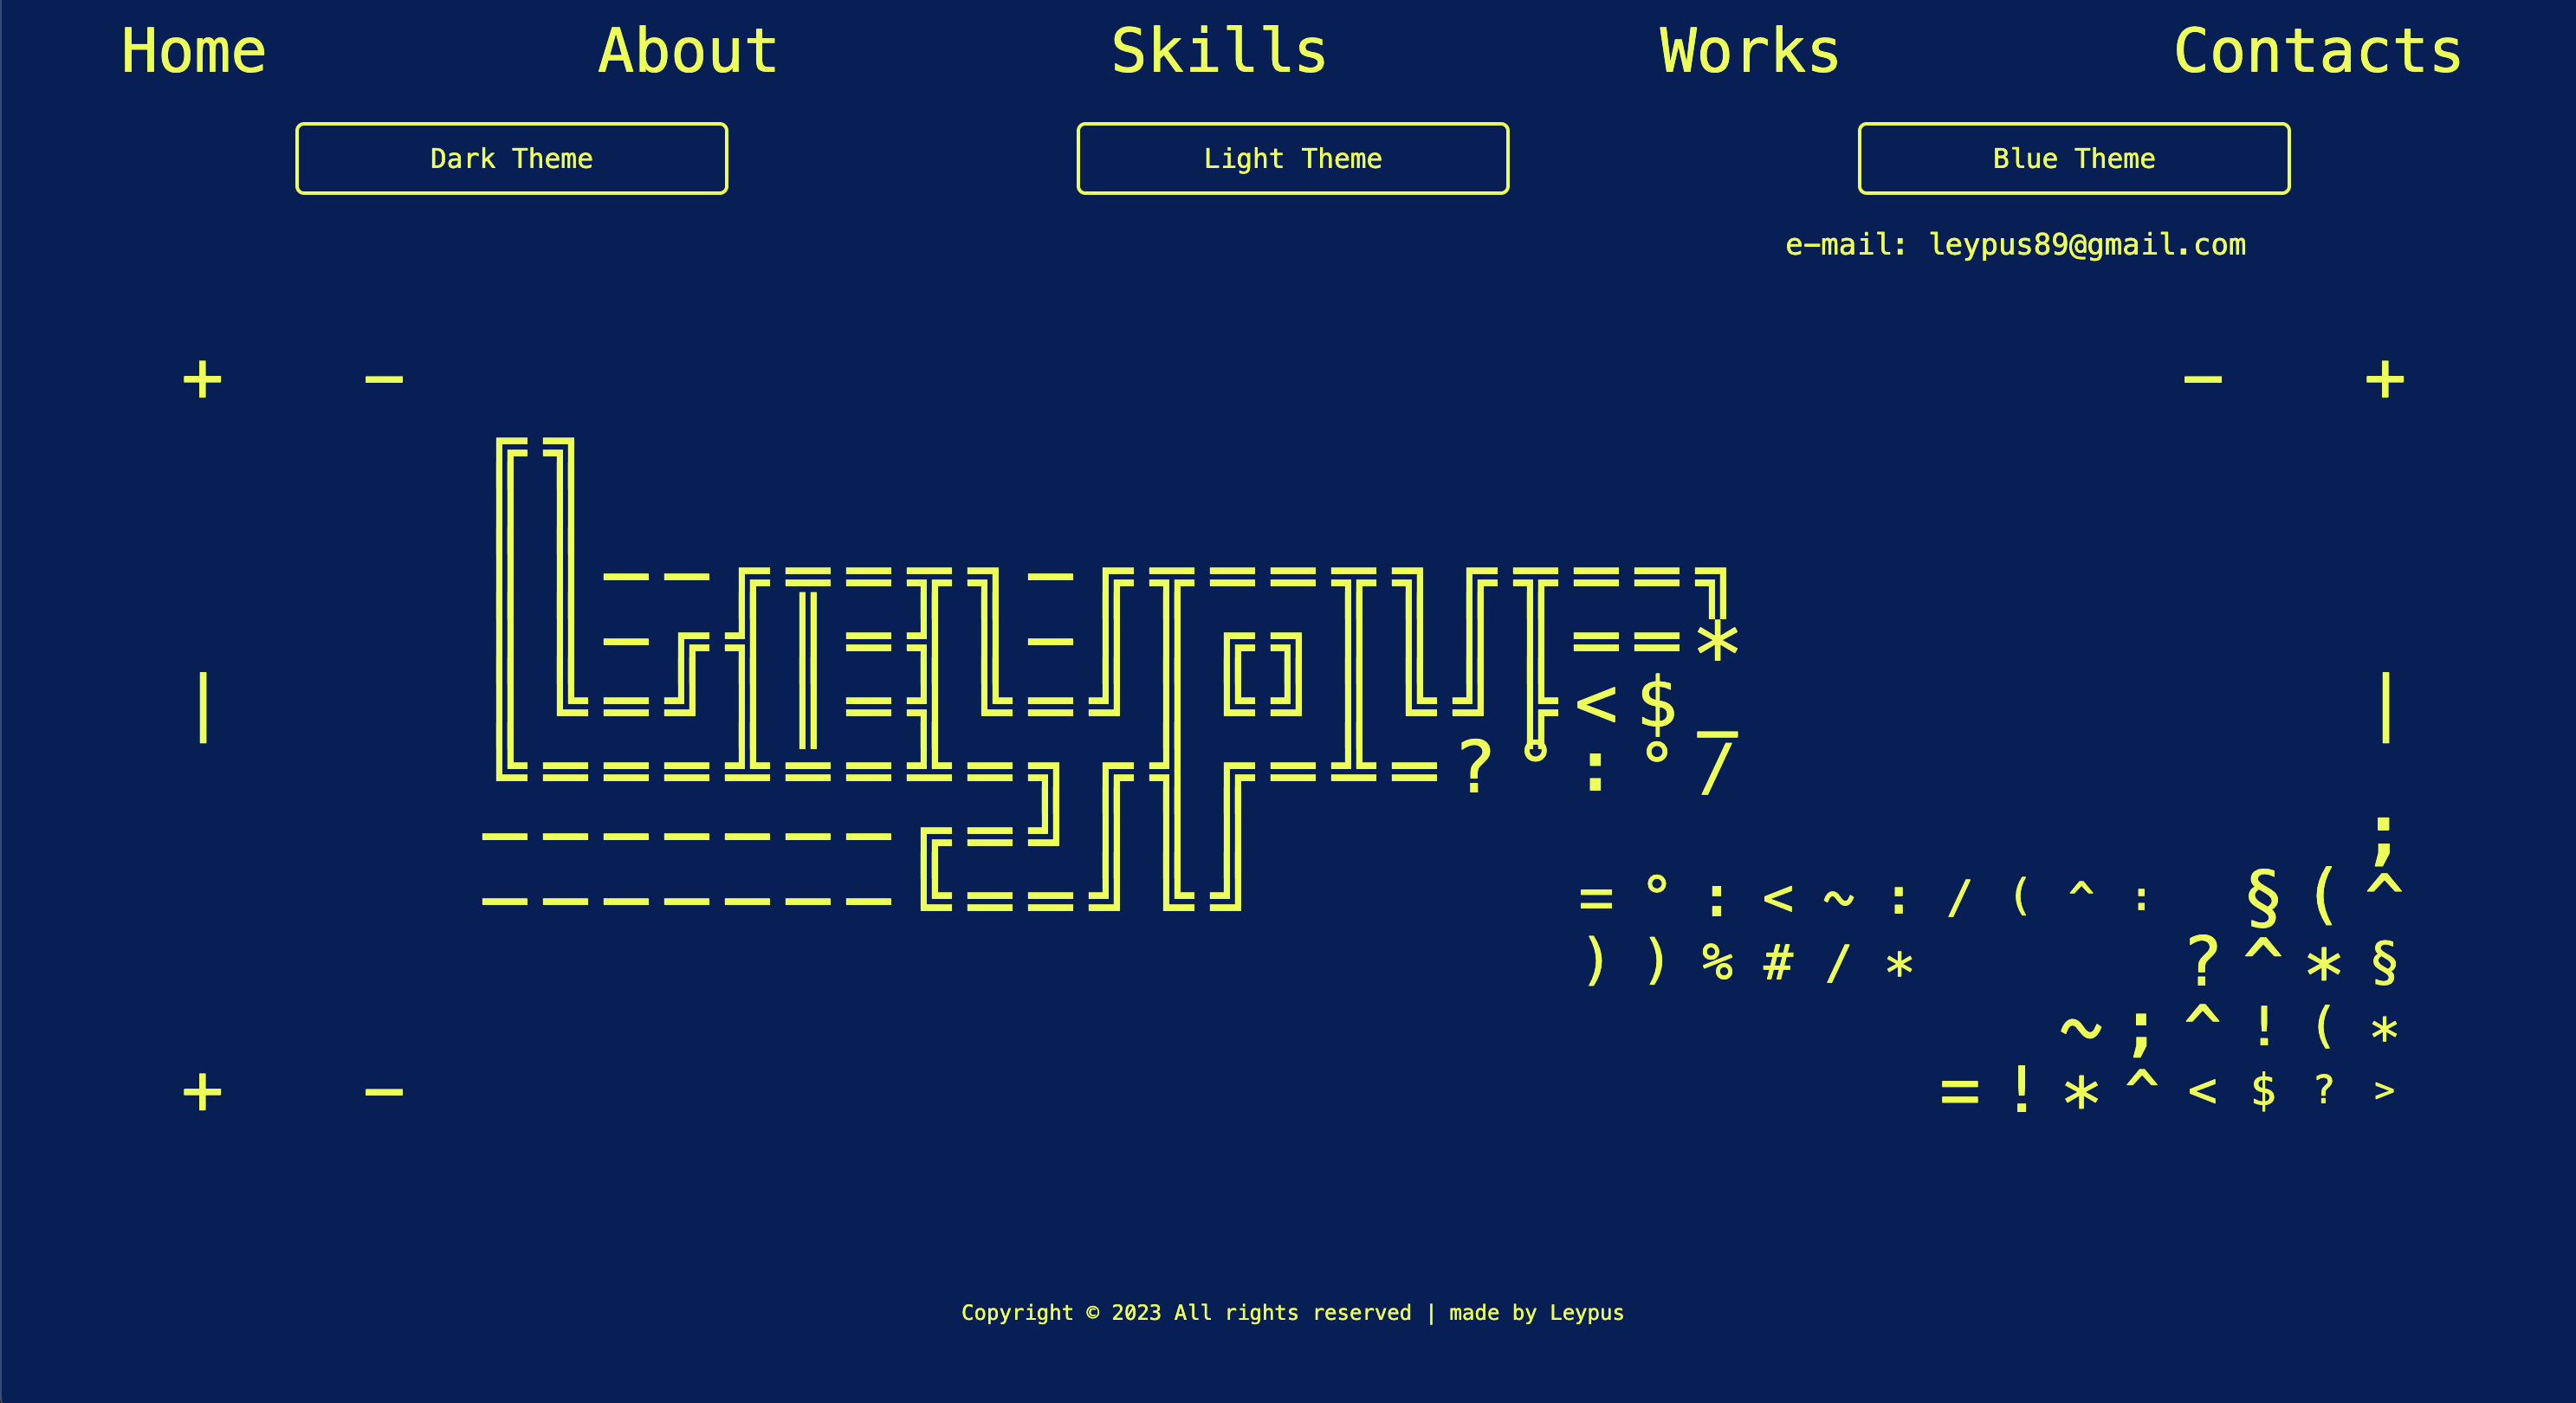 Home About Skills Works Contacts
Dark Theme Light Theme Blue Theme
e-mail: leypus89@gmail.com
+ - - +
╔╗
║║
║║--╔╦══╦╗-╔╦══╦╗╔╦══╗
║║-╔╣║═╣╚-╝║╔╗║║║║══*
| ║╚═╝║║═╣╚═╝║╚╝║╚╝╠<$_ |
╚═══╩══╩═╗╔╣╔═╩═?°:°/
-------╔═╝║║║ ;
-------╚══╝╚╝ =°:<~:/(^: §(^
))%#/* ?^*§
~;^!(*
+ - =!*^<$?>
Copyright © 2023 All rights reserved | made by Leypus